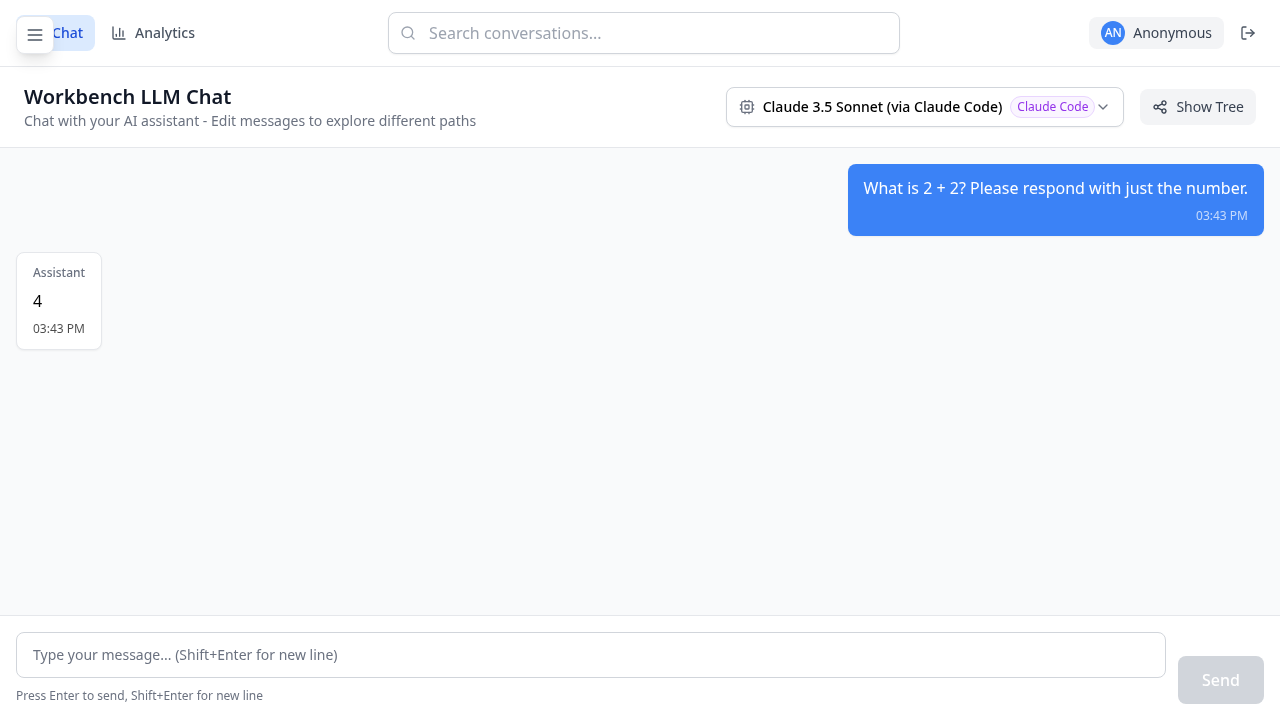 Chat
Analytics
Search conversations...
AN
Anonymous
Workbench LLM Chat
Chat with your AI assistant - Edit messages to explore different paths
Claude 3.5 Sonnet (via Claude Code)
Claude Code
Show Tree
What is 2 + 2? Please respond with just the number.
03:43 PM
Assistant
4
03:43 PM
Type your message... (Shift+Enter for new line)
Send
Press Enter to send, Shift+Enter for new line